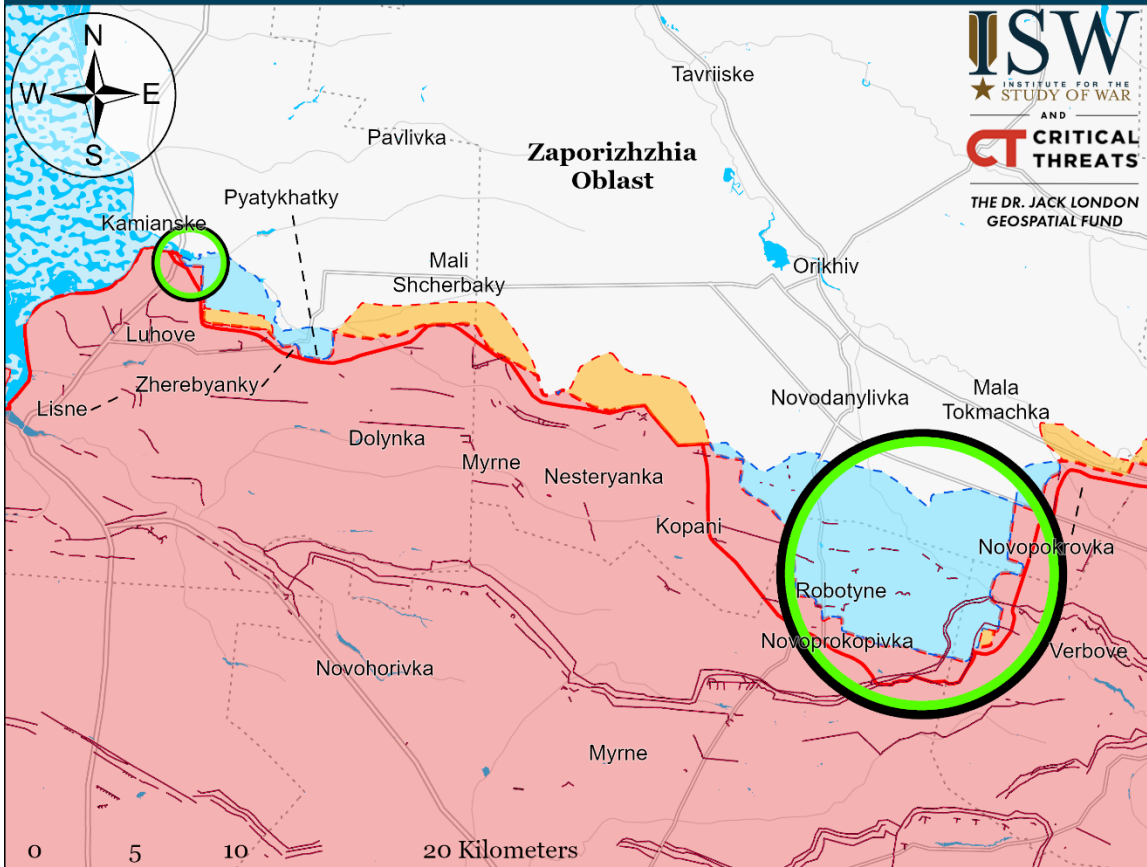 N
W E
S
ISW
INSTITUTE FOR THE
STUDY OF WAR
AND
CT CRITICAL
THREATS
THE DR. JACK LONDON
GEOSPATIAL FUND
Tavriiske
Pavlivka
Zaporizhzhia
Oblast
Pyatykhatky
Kamianske
Mali
Shcherbaky
Orikhiv
Luhove
Zherebyanky
Lisne
Novodanylivka
Mala
Tokmachka
Dolynka
Myrne
Nesteryanka
Kopani
Novopokrovka
Robotyne
Novoprokopivka
Verbove
Novohorivka
Myrne
0 5 10 20 Kilometers